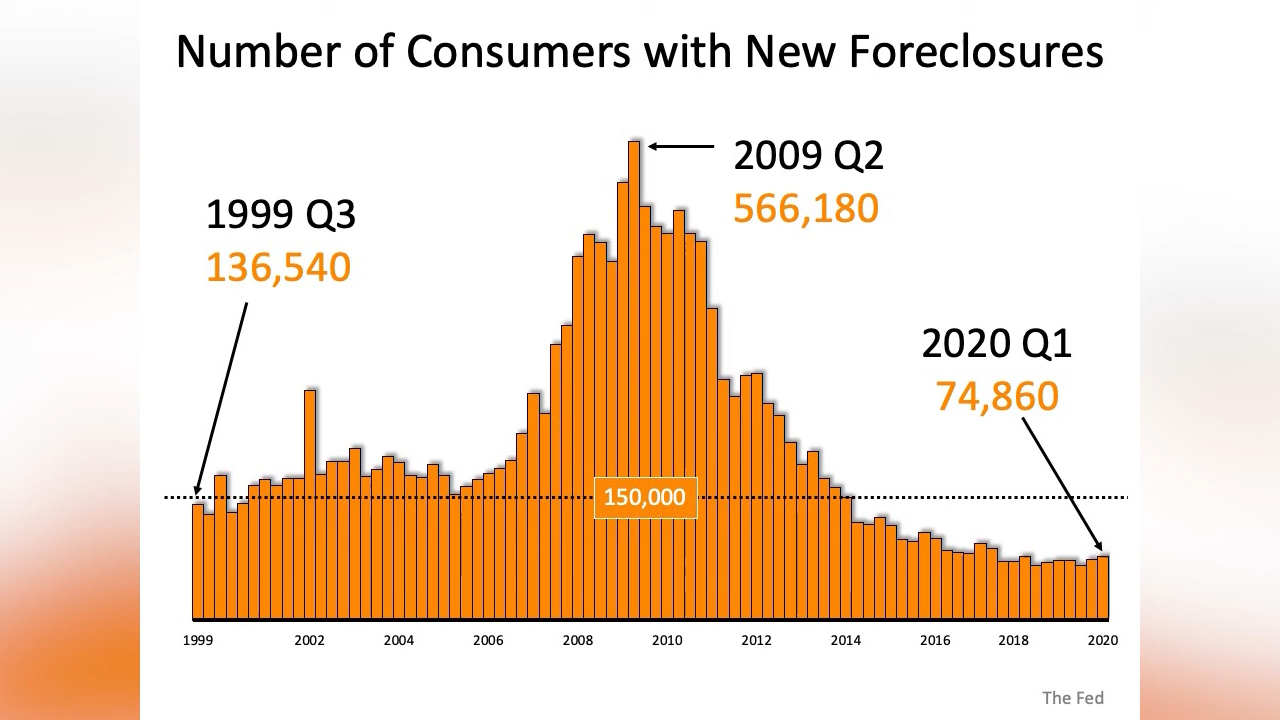 Number of Consumers with New Foreclosures
2009 Q2
566,180
1999 Q3
136,540
2020 Q1
74,860
150,000
1999 2002 2004 2006 2008 2010 2012 2014 2016 2018 2020
The Fed